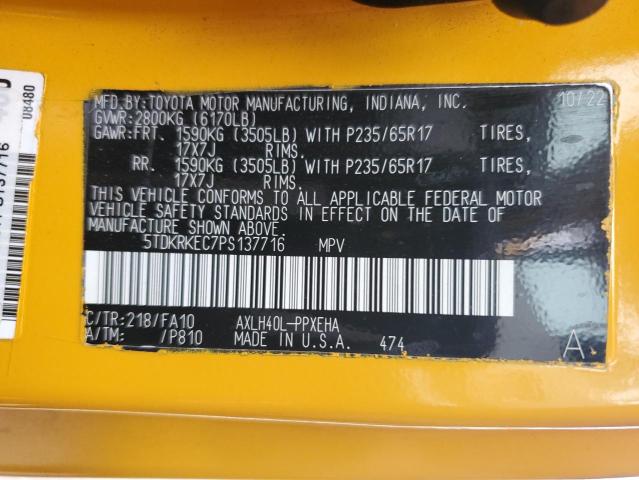 MFD.BY:TOYOTA MOTOR MANUFACTURING, INDIANA, INC. 10/22
GVWR:2800KG (6170LB)
GAWR:FRT. 1590KG (3505LB) WITH P235/65R17 TIRES,
17X7J RIMS.
RR. 1590KG (3505LB) WITH P235/65R17 TIRES,
17X7J RIMS.
THIS VEHICLE CONFORMS TO ALL APPLICABLE FEDERAL MOTOR
VEHICLE SAFETY STANDARDS IN EFFECT ON THE DATE OF
MANUFACTURE SHOWN ABOVE.
5TDKRKEC7PS137716 MPV
C/TR:218/FA10 AXLH40L-PPXEHA
A/TM: /P810 MADE IN U.S.A. 474 A
08480